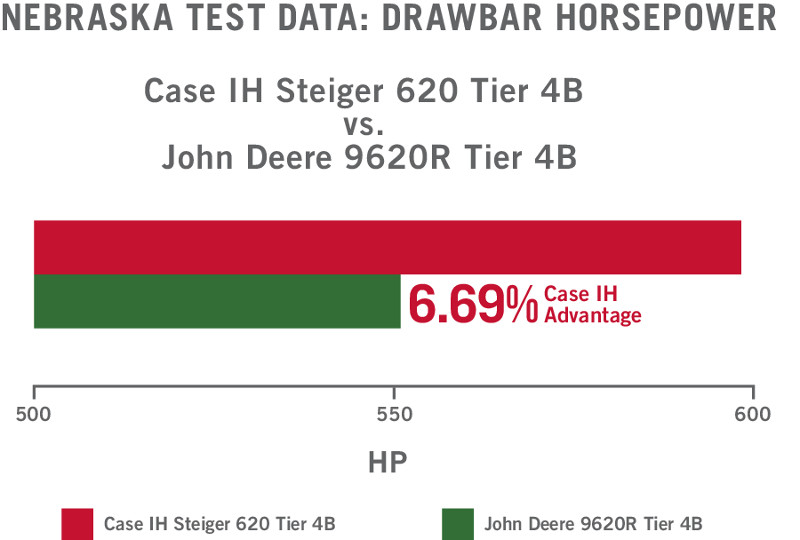 NEBRASKA TEST DATA: DRAWBAR HORSEPOWER
Case IH Steiger 620 Tier 4B
vs.
John Deere 9620R Tier 4B
6.69% Case IH
Advantage
500 550 600
HP
Case IH Steiger 620 Tier 4B John Deere 9620R Tier 4B